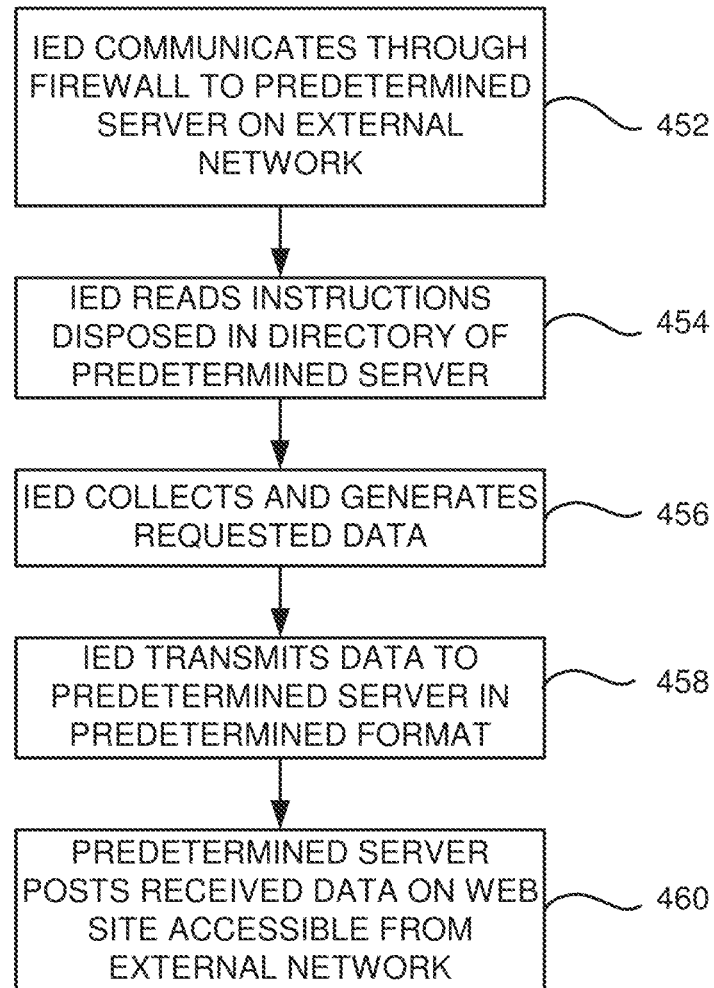 IED COMMUNICATES THROUGH
FIREWALL TO PREDETERMINED
SERVER ON EXTERNAL
NETWORK
452
IED READS INSTRUCTIONS
DISPOSED IN DIRECTORY OF
PREDETERMINED SERVER
454
IED COLLECTS AND GENERATES
REQUESTED DATA
456
IED TRANSMITS DATA TO
PREDETERMINED SERVER IN
PREDETERMINED FORMAT
458
PREDETERMINED SERVER
POSTS RECEIVED DATA ON WEB
SITE ACCESSIBLE FROM
EXTERNAL NETWORK
460